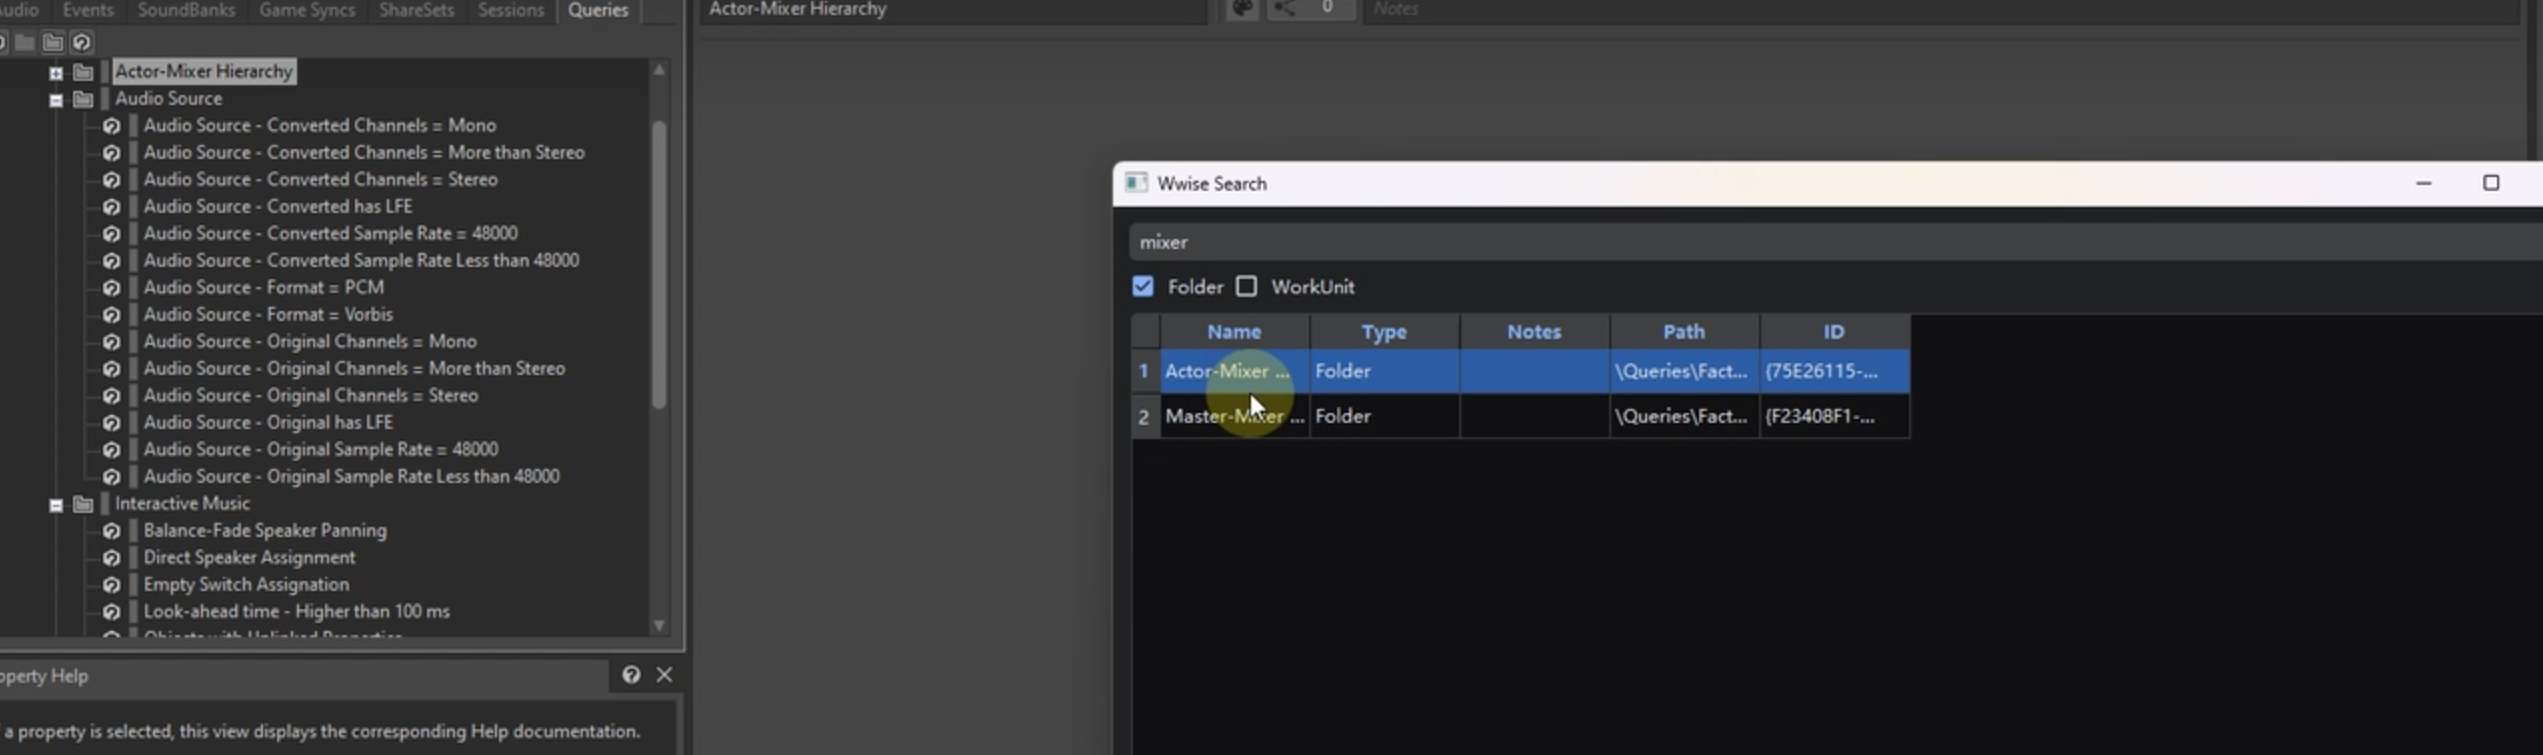 Events SoundBanks Game Syncs ShareSets Sessions Queries
Actor-Mixer Hierarchy 0 Notes
Actor-Mixer Hierarchy
Audio Source
Audio Source - Converted Channels = Mono
Audio Source - Converted Channels = More than Stereo
Audio Source - Converted Channels = Stereo
Audio Source - Converted has LFE
Audio Source - Converted Sample Rate = 48000
Audio Source - Converted Sample Rate Less than 48000
Audio Source - Format = PCM
Audio Source - Format = Vorbis
Audio Source - Original Channels = Mono
Audio Source - Original Channels = More than Stereo
Audio Source - Original Channels = Stereo
Audio Source - Original has LFE
Audio Source - Original Sample Rate = 48000
Audio Source - Original Sample Rate Less than 48000
Interactive Music
Balance-Fade Speaker Panning
Direct Speaker Assignment
Empty Switch Assignation
Look-ahead time - Higher than 100 ms
Help
a property is selected, this view displays the corresponding Help documentation.
Wwise Search
mixer
Folder WorkUnit
Name Type Notes Path ID
1 Actor-Mixer ... Folder \Queries\Fact... {75E26115-...
2 Master-Mixer ... Folder \Queries\Fact... {F23408F1-...